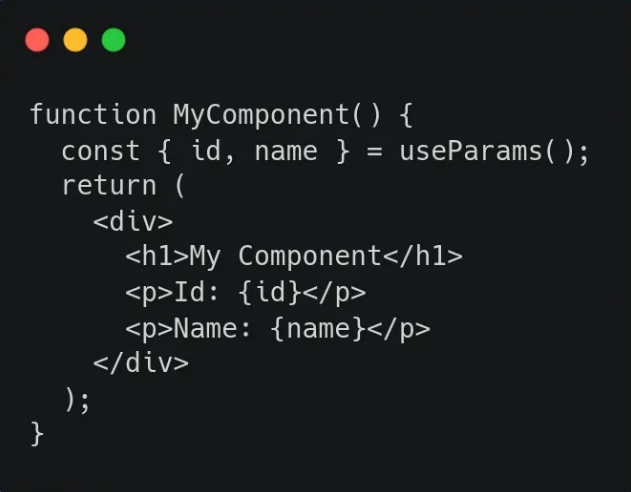 function MyComponent() {
  const { id, name } = useParams();
  return (
    <div>
      <h1>My Component</h1>
      <p>Id: {id}</p>
      <p>Name: {name}</p>
    </div>
  );
}